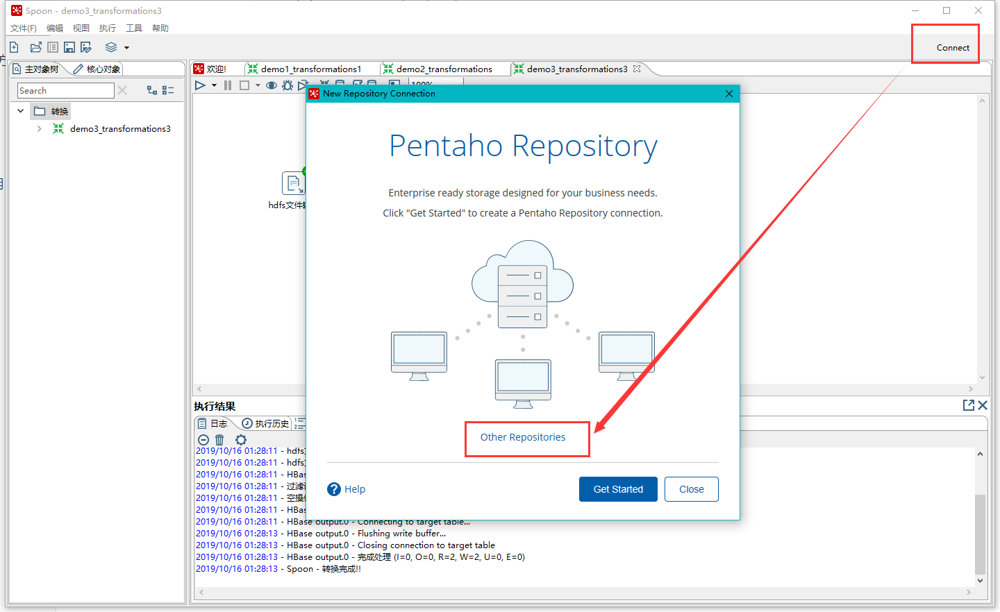 Spoon - demo3_transformations3
文件(F) 编辑 视图 执行 工具 帮助
Connect
主对象树 核心对象
欢迎! demo1_transformations1 demo2_transformations demo3_transformations3
100%
Search
转换
demo3_transformations3
hdfs文件
New Repository Connection
Pentaho Repository
Enterprise ready storage designed for your business needs.
Click "Get Started" to create a Pentaho Repository connection.
Other Repositories
Help
Get Started
Close
执行结果
日志 执行历史
2019/10/16 01:28:11 - hdfs
2019/10/16 01:28:11 - hdfs
2019/10/16 01:28:11 - HBas
2019/10/16 01:28:11 - 过滤
2019/10/16 01:28:11 - 空操
2019/10/16 01:28:11 - HBas
2019/10/16 01:28:11 - HBase output.0 - Connecting to target table...
2019/10/16 01:28:13 - HBase output.0 - Flushing write buffer...
2019/10/16 01:28:13 - HBase output.0 - Closing connection to target table
2019/10/16 01:28:13 - HBase output.0 - 完成处理 (I=0, O=0, R=2, W=2, U=0, E=0)
2019/10/16 01:28:13 - Spoon - 转换完成!!